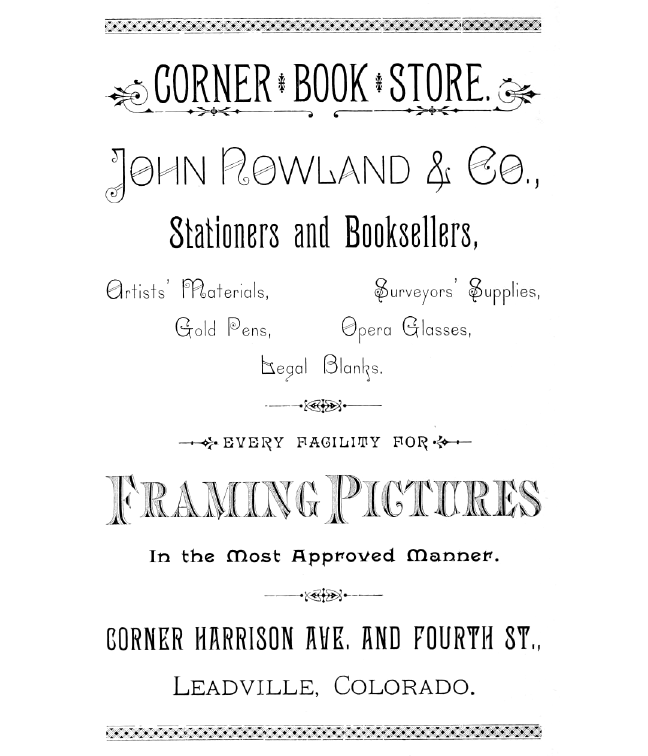 CORNER BOOK STORE.
JOHN NOWLAND & CO.,
Stationers and Booksellers,
Artists' Materials, Surveyors' Supplies,
Gold Pens, Opera Glasses,
Legal Blanks.
EVERY FACILITY FOR
FRAMING PICTURES
In the Most Approved Manner.
CORNER HARRISON AVE. AND FOURTH ST.,
LEADVILLE, COLORADO.